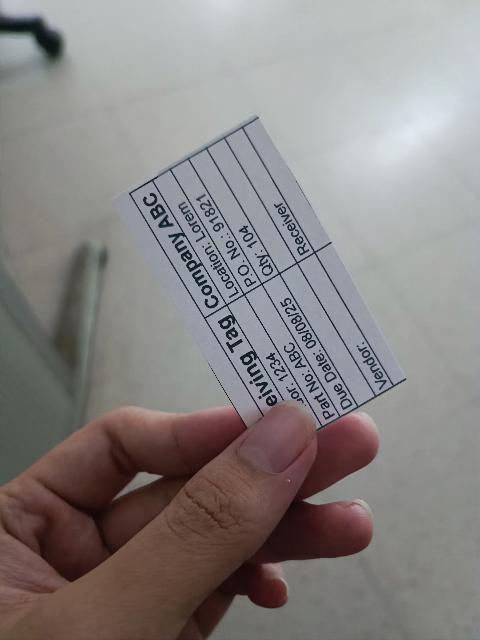 eiving Tag Company ABC
or: 1234 Location: Lorem
Part No: ABC P.O. No.: 91821
Due Date: 08/08/25 Qty: 104
Vendor: Receiver